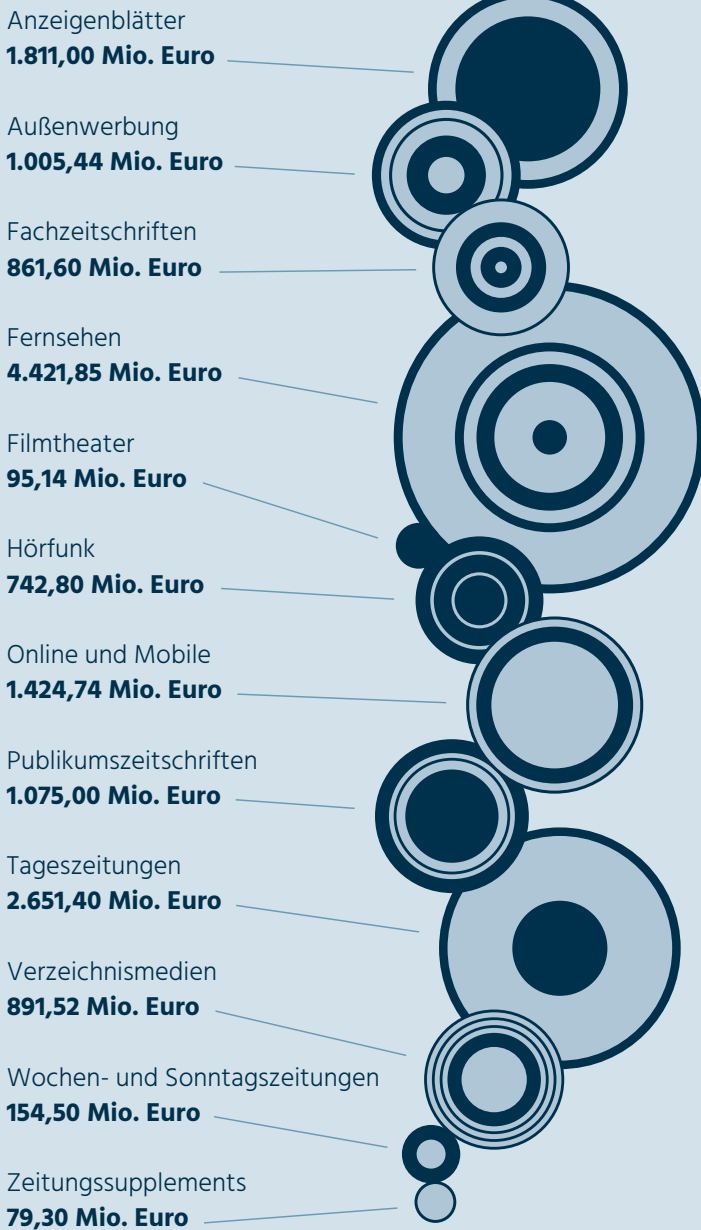 Anzeigenblätter
1.811,00 Mio. Euro
Außenwerbung
1.005,44 Mio. Euro
Fachzeitschriften
861,60 Mio. Euro
Fernsehen
4.421,85 Mio. Euro
Filmtheater
95,14 Mio. Euro
Hörfunk
742,80 Mio. Euro
Online und Mobile
1.424,74 Mio. Euro
Publikumszeitschriften
1.075,00 Mio. Euro
Tageszeitungen
2.651,40 Mio. Euro
Verzeichnismedien
891,52 Mio. Euro
Wochen- und Sonntagszeitungen
154,50 Mio. Euro
Zeitungssupplements
79,30 Mio. Euro